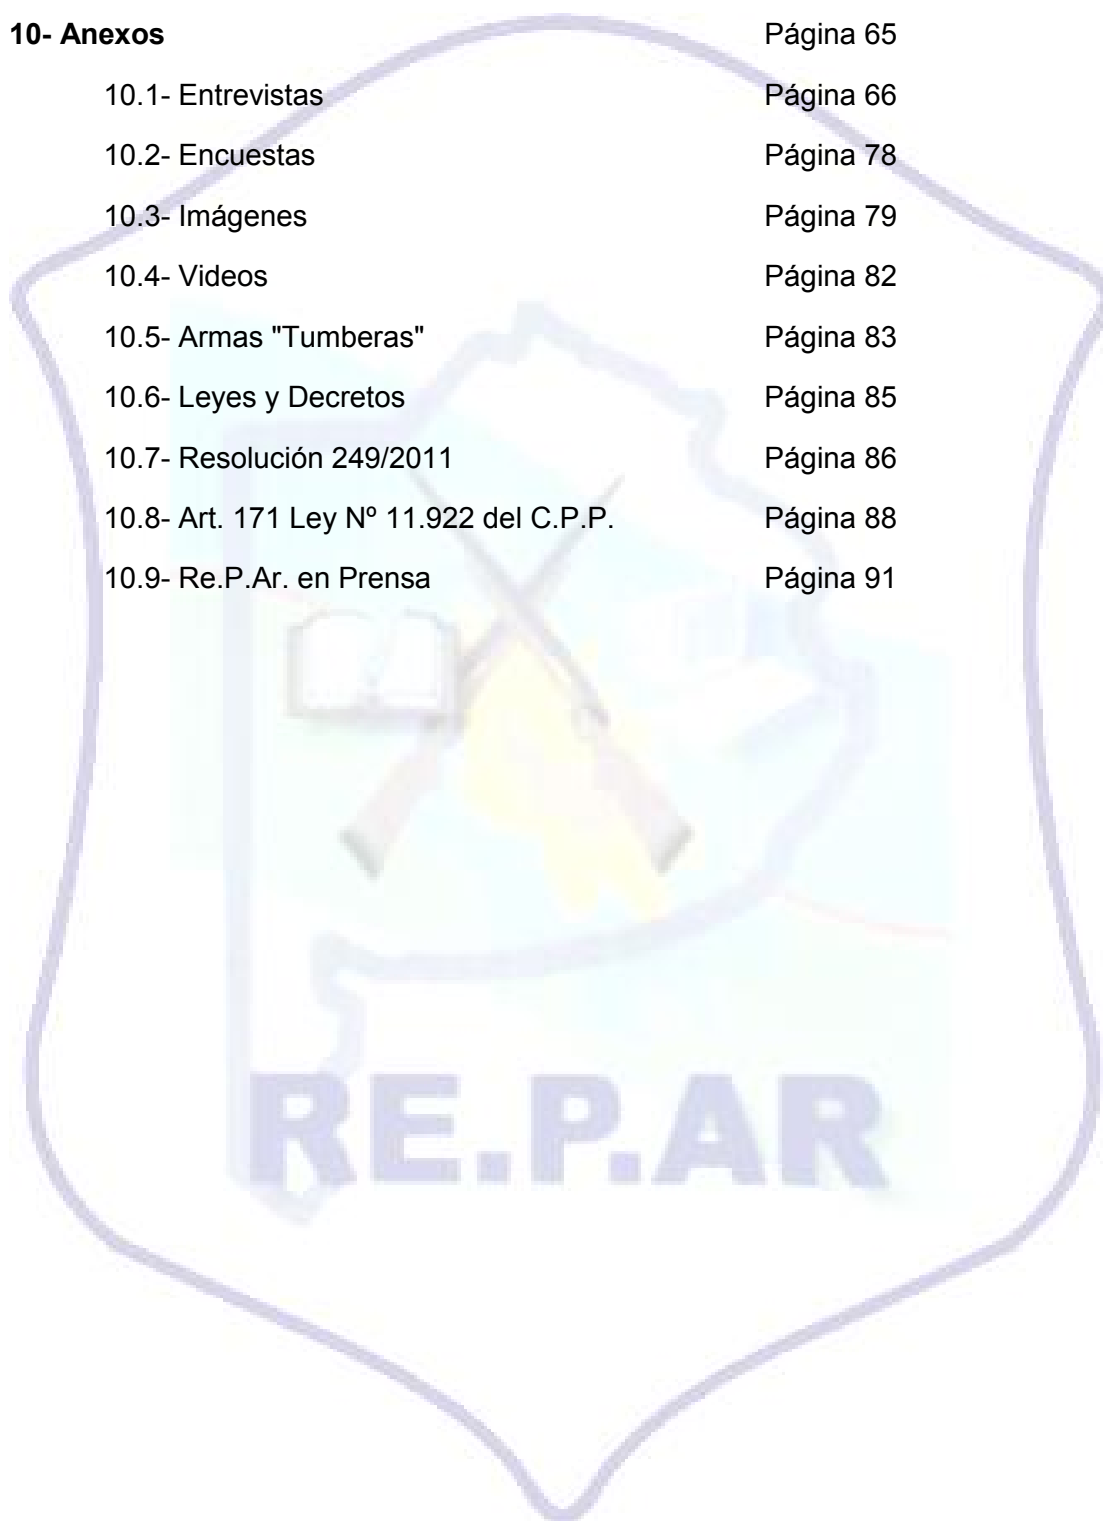 10- Anexos Página 65
10.1- Entrevistas Página 66
10.2- Encuestas Página 78
10.3- Imágenes Página 79
10.4- Videos Página 82
10.5- Armas "Tumberas" Página 83
10.6- Leyes y Decretos Página 85
10.7- Resolución 249/2011 Página 86
10.8- Art. 171 Ley Nº 11.922 del C.P.P. Página 88
10.9- Re.P.Ar. en Prensa Página 91
RE.P.AR